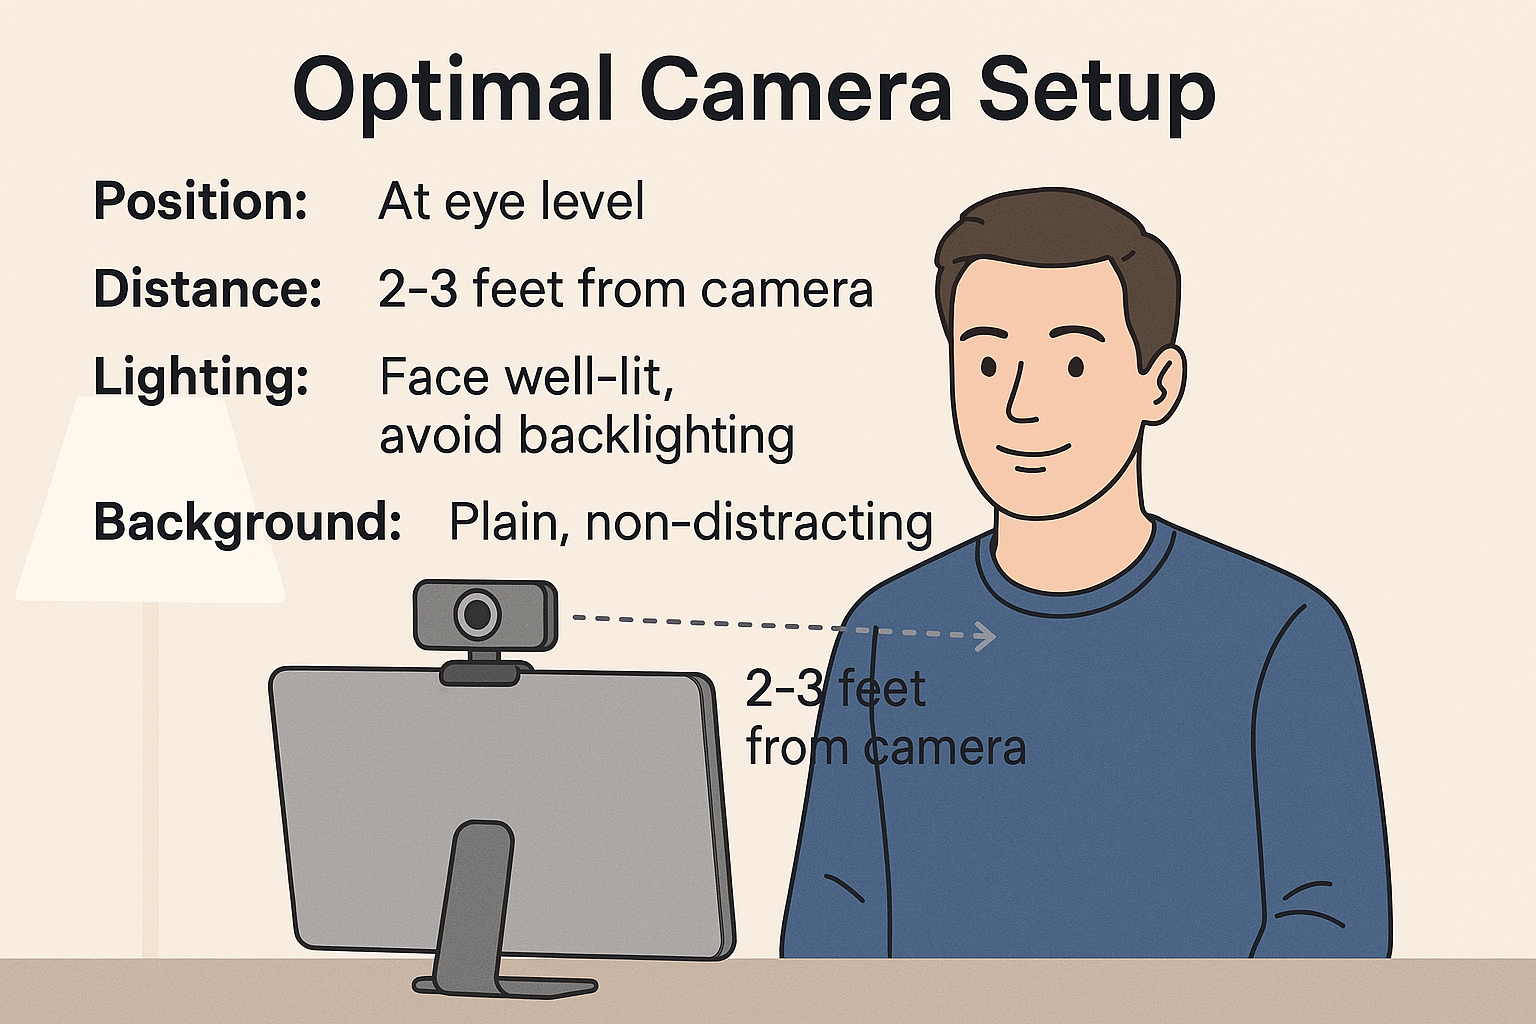 Optimal Camera Setup
Position: At eye level
Distance: 2-3 feet from camera
Lighting: Face well-lit,
avoid backlighting
Background: Plain, non-distracting
2-3 feet
from camera